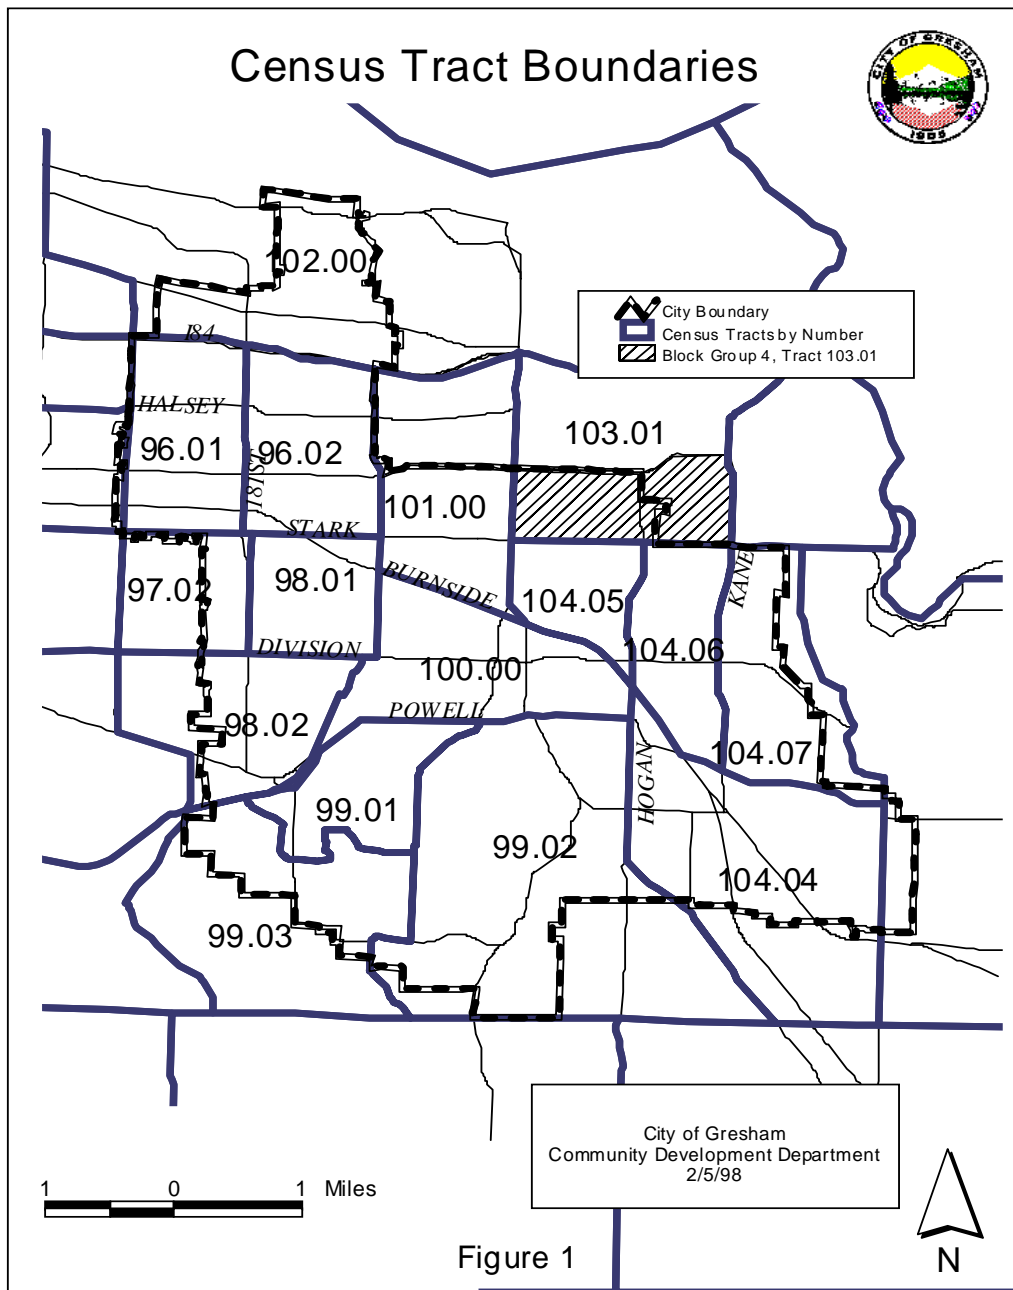 Census Tract Boundaries
CITY OF GRESHAM
1905
102.00
City Boundary
Census Tracts by Number
Block Group 4, Tract 103.01
I84
HALSEY
103.01
96.01
96.02
181ST
101.00
STARK
BURNSIDE
KANE
97.02
98.01
104.05
DIVISION
104.06
100.00
POWELL
98.02
104.07
HOGAN
99.01
99.02
104.04
99.03
City of Gresham
Community Development Department
2/5/98
1 0 1 Miles
N
Figure 1